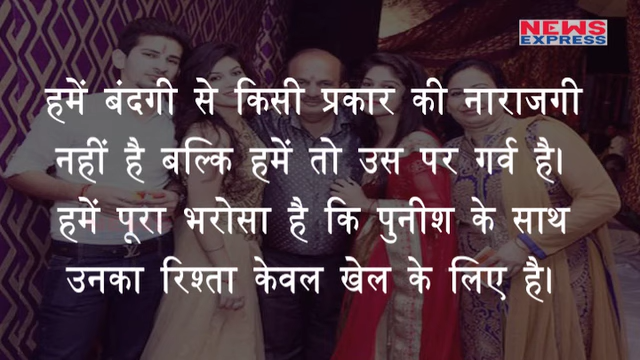 NEWS
EXPRESS
हमें बंदगी से किसी प्रकार की नाराजगी
नहीं है बल्कि हमें तो उस पर गर्व है।
हमें पूरा भरोसा है कि पुनीश के साथ
उनका रिश्ता केवल खेल के लिए है।